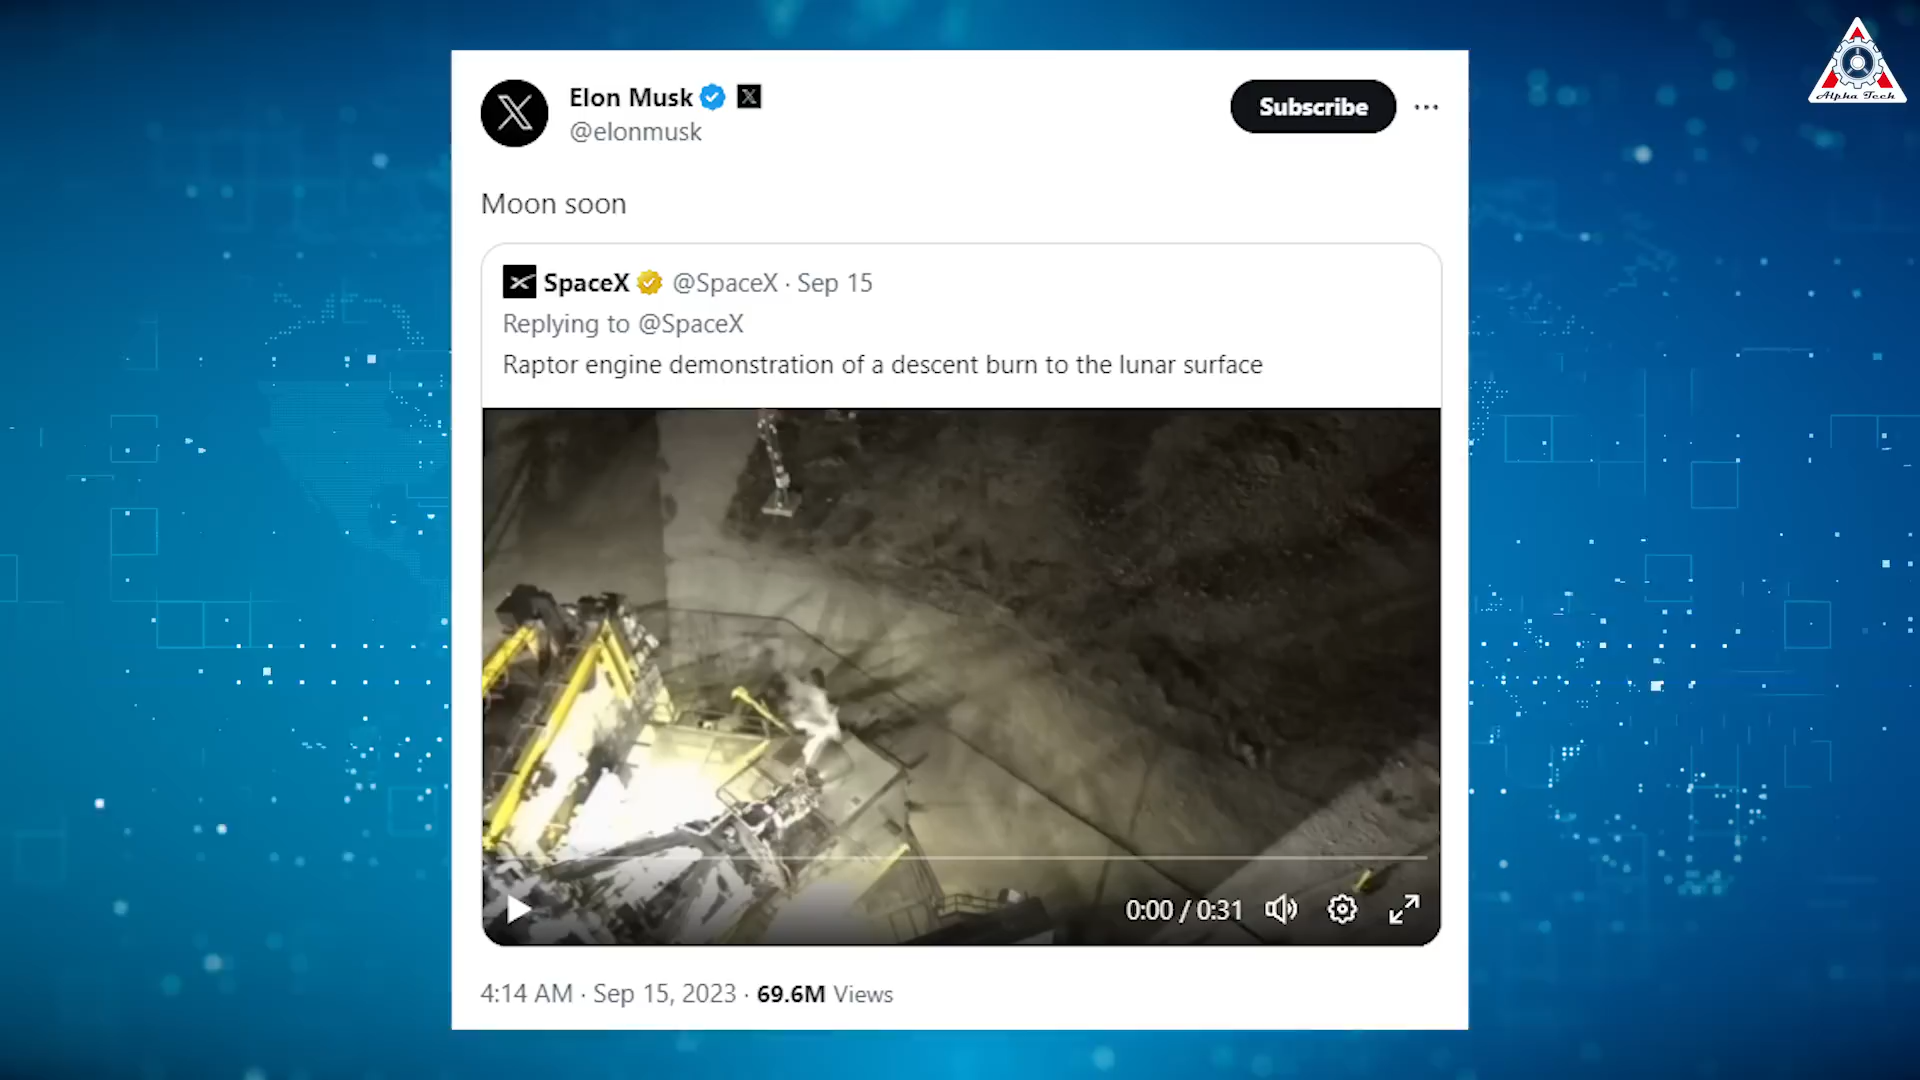 Alpha Tech
Elon Musk
@elonmusk
Subscribe
Moon soon
SpaceX @SpaceX · Sep 15
Replying to @SpaceX
Raptor engine demonstration of a descent burn to the lunar surface
0:00 / 0:31
4:14 AM · Sep 15, 2023 · 69.6M Views